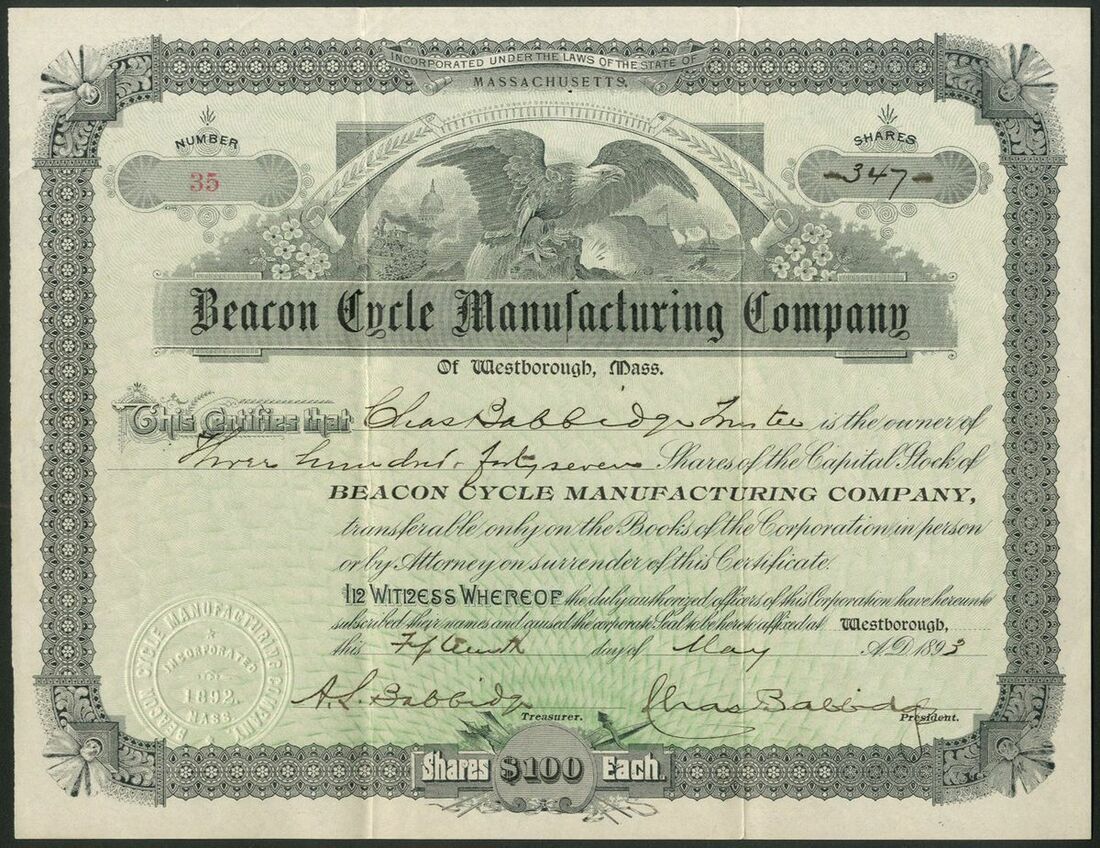 INCORPORATED UNDER THE LAWS OF THE STATE OF
MASSACHUSETTS.
NUMBER
35
SHARES
-347-
Beacon Cycle Manufacturing Company
Of Westborough, Mass.
This Certifies that Chas Babbidge Trustee is the owner of
Three hundred forty seven Shares of the Capital Stock of
BEACON CYCLE MANUFACTURING COMPANY,
transferable only on the Books of the Corporation, in person
or by Attorney on surrender of this Certificate.
IN WITNESS WHEREOF the duly authorized officers of this Corporation have hereunto
subscribed their names and caused the corporate Seal to be hereto affixed at Westborough,
this Fifteenth day of May A.D. 1893
BEACON CYCLE MANUFACTURING COMPANY.
INCORPORATED
1892.
MASS.
A. S. Babbidge
Treasurer.
Chas Babbidge
President.
Shares $100 Each.